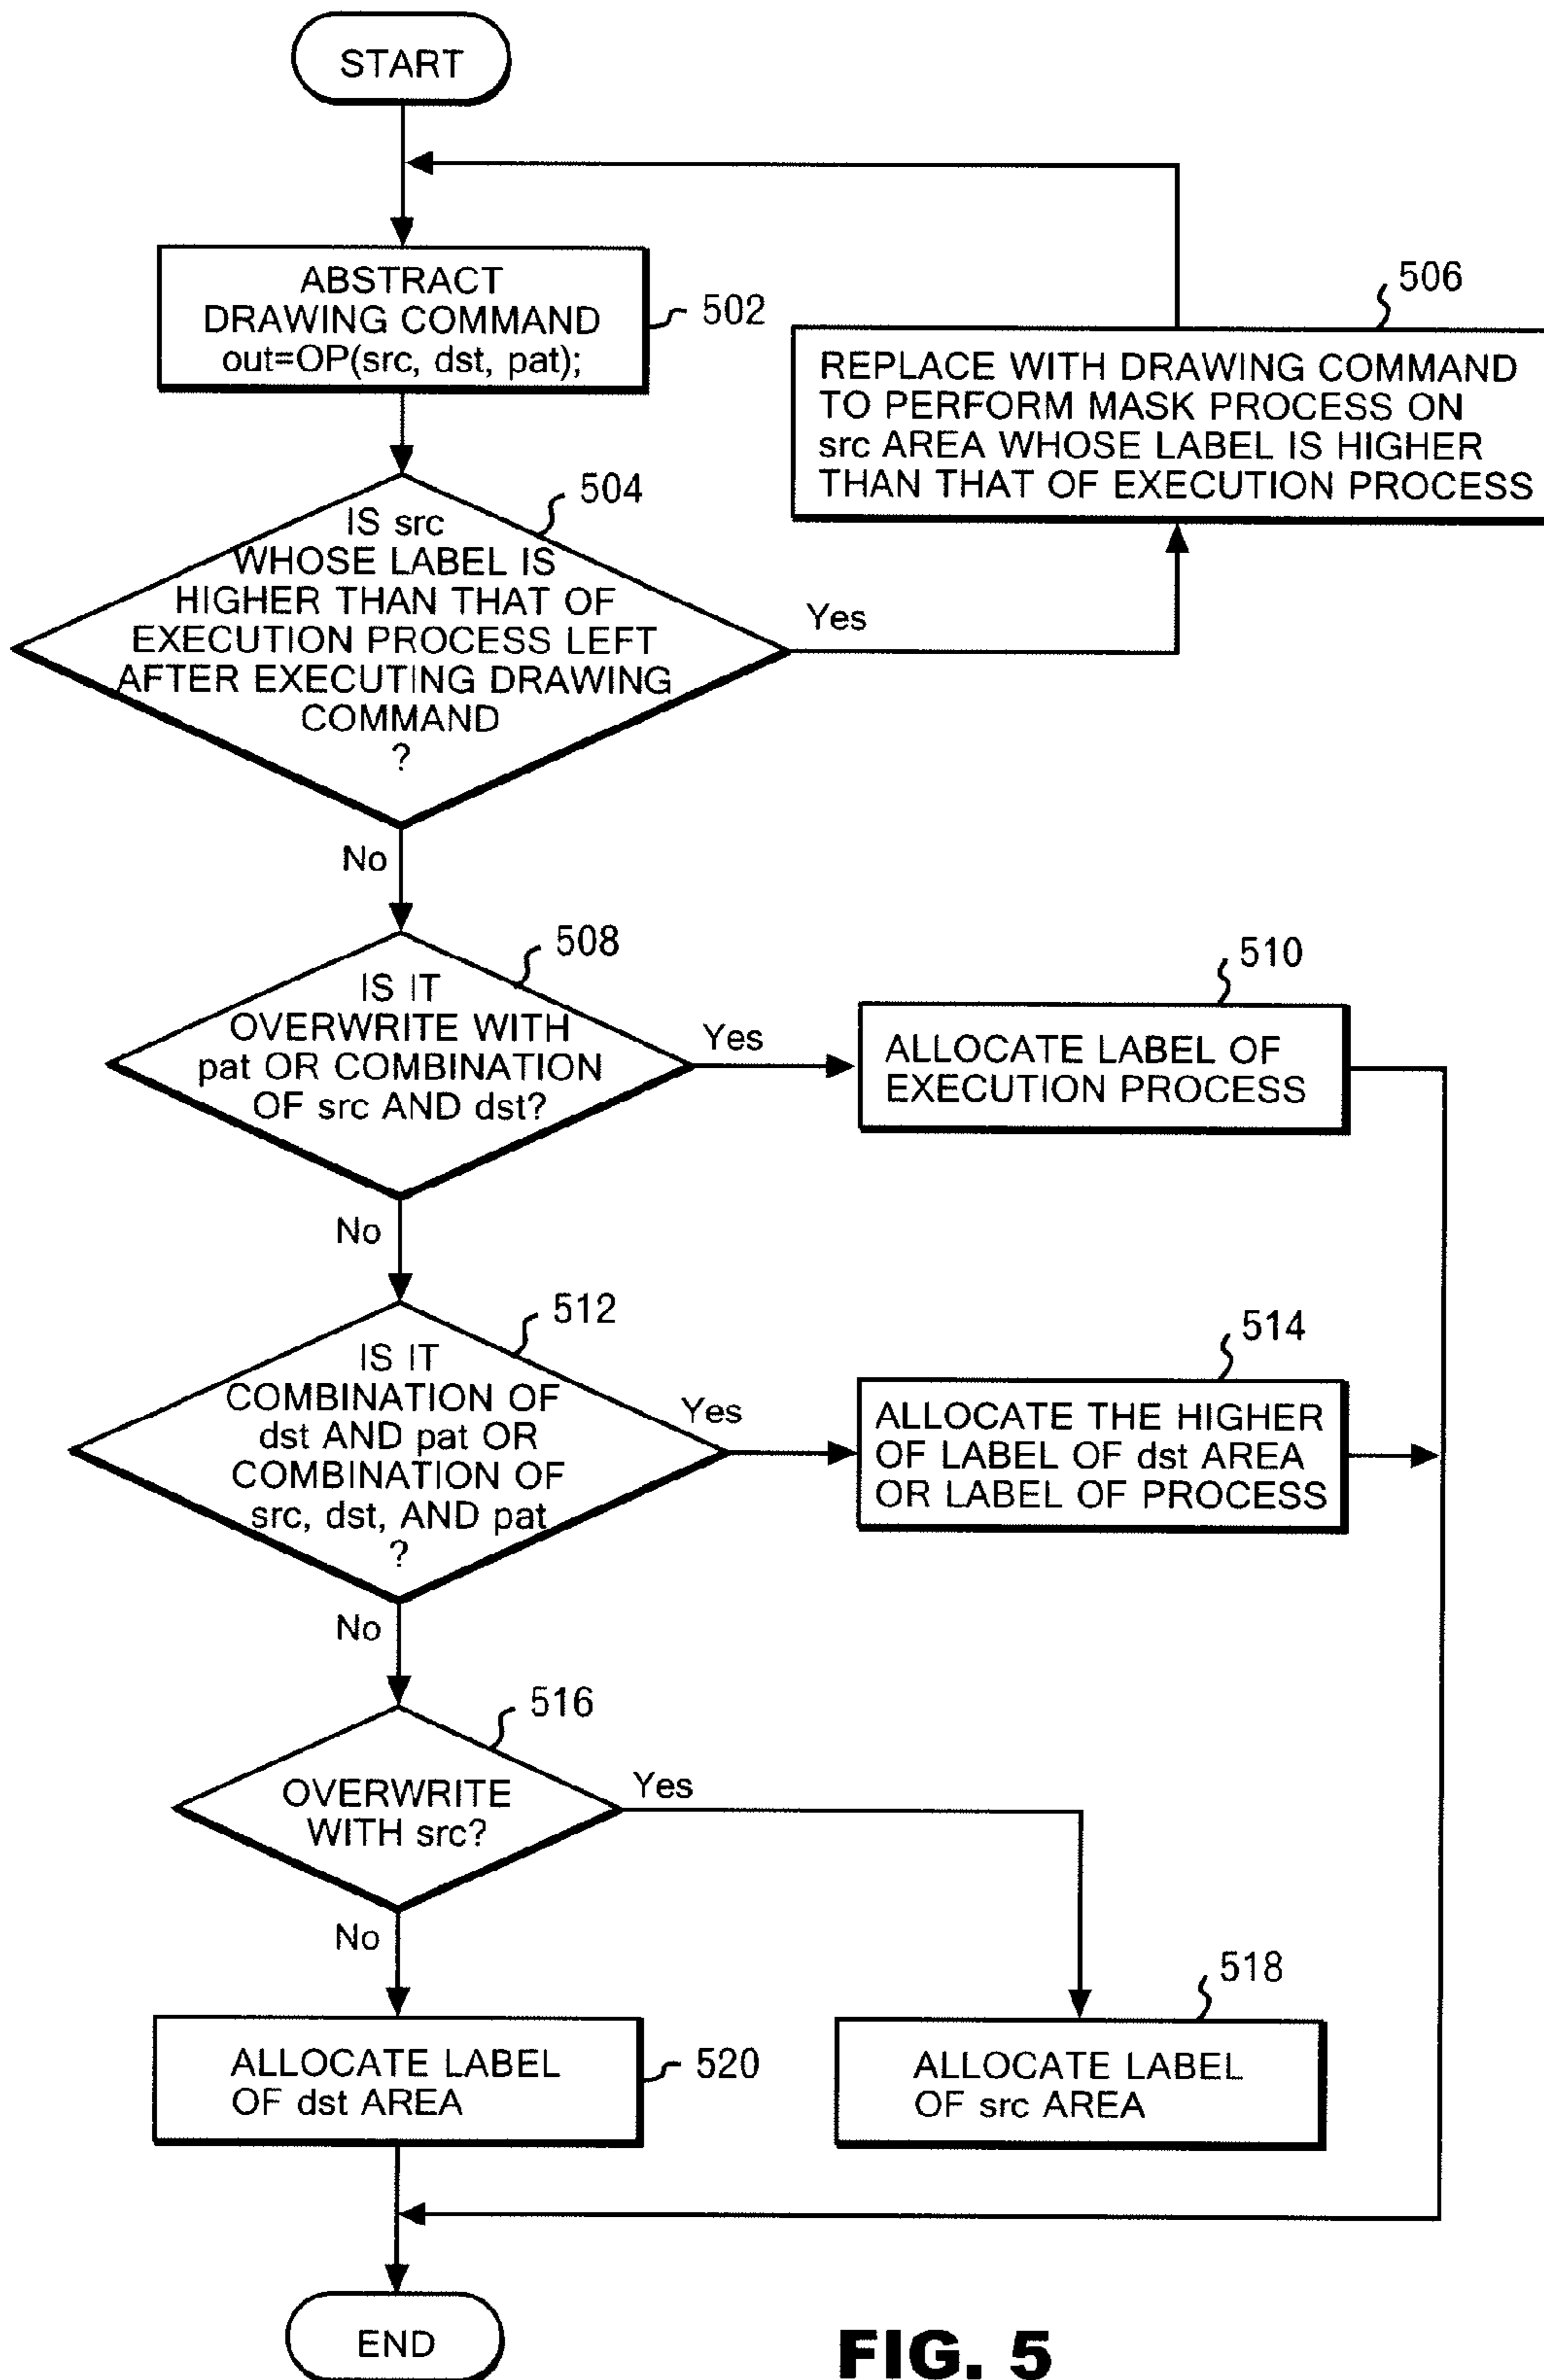 START
ABSTRACT
DRAWING COMMAND
out=OP(src, dst, pat);
502
506
REPLACE WITH DRAWING COMMAND
TO PERFORM MASK PROCESS ON
src AREA WHOSE LABEL IS HIGHER
THAN THAT OF EXECUTION PROCESS
504
IS src
WHOSE LABEL IS
HIGHER THAN THAT OF
EXECUTION PROCESS LEFT
AFTER EXECUTING DRAWING
COMMAND
?
Yes
No
508
IS IT
OVERWRITE WITH
pat OR COMBINATION
OF src AND dst?
Yes
510
ALLOCATE LABEL OF
EXECUTION PROCESS
No
512
IS IT
COMBINATION OF
dst AND pat OR
COMBINATION OF
src, dst, AND pat
?
Yes
514
ALLOCATE THE HIGHER
OF LABEL OF dst AREA
OR LABEL OF PROCESS
No
516
OVERWRITE
WITH src?
Yes
No
518
ALLOCATE LABEL
OF src AREA
ALLOCATE LABEL
OF dst AREA
520
END
FIG. 5